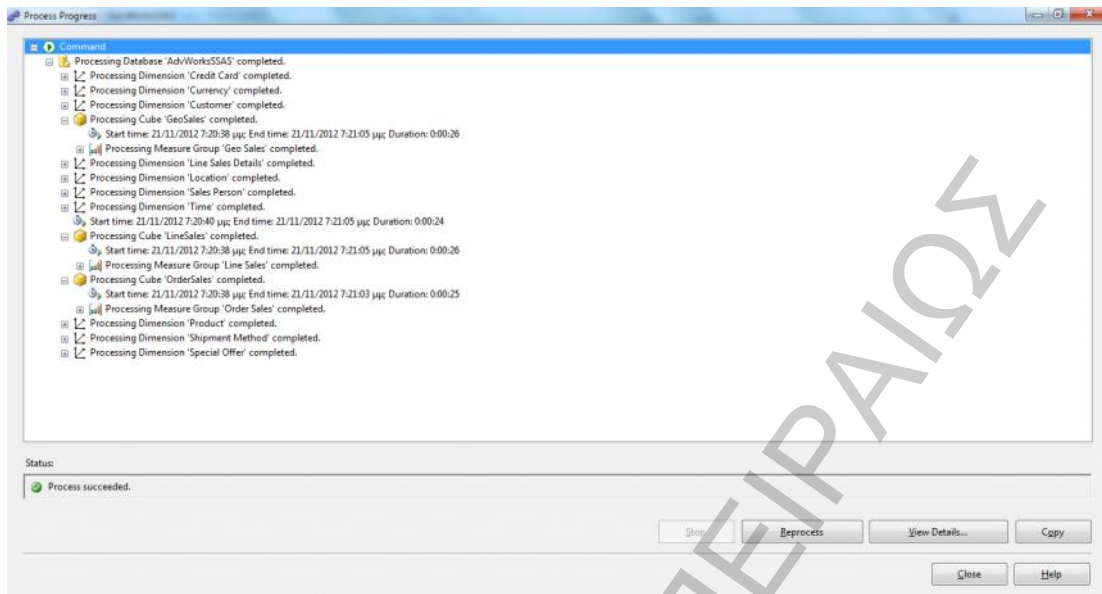 Process Progress
Command
Processing Database 'AdvWorksSSAS' completed.
Processing Dimension 'Credit Card' completed.
Processing Dimension 'Currency' completed.
Processing Dimension 'Customer' completed.
Processing Cube 'GeoSales' completed.
Start time: 21/11/2012 7:20:38 μμ; End time: 21/11/2012 7:21:05 μμ; Duration: 0:00:26
Processing Measure Group 'Geo Sales' completed.
Processing Dimension 'Line Sales Details' completed.
Processing Dimension 'Location' completed.
Processing Dimension 'Sales Person' completed.
Processing Dimension 'Time' completed.
Start time: 21/11/2012 7:20:40 μμ; End time: 21/11/2012 7:21:05 μμ; Duration: 0:00:24
Processing Cube 'LineSales' completed.
Start time: 21/11/2012 7:20:38 μμ; End time: 21/11/2012 7:21:05 μμ; Duration: 0:00:26
Processing Measure Group 'Line Sales' completed.
Processing Cube 'OrderSales' completed.
Start time: 21/11/2012 7:20:38 μμ; End time: 21/11/2012 7:21:03 μμ; Duration: 0:00:25
Processing Measure Group 'Order Sales' completed.
Processing Dimension 'Product' completed.
Processing Dimension 'Shipment Method' completed.
Processing Dimension 'Special Offer' completed.
Status:
Process succeeded.
Stop
Reprocess
View Details...
Copy
Close
Help
ΠΕΙΡΑΙΩΣ